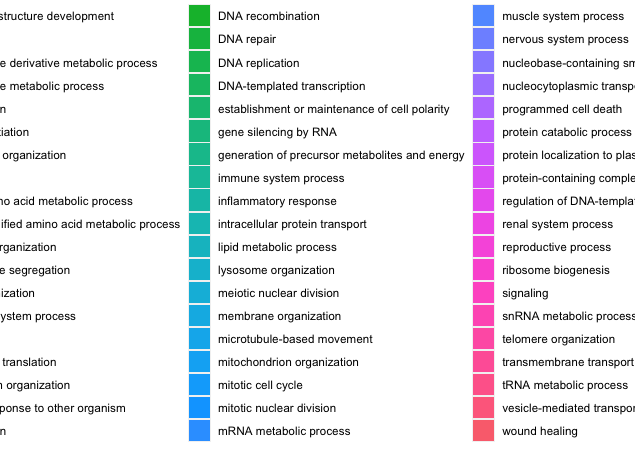 structure development
e derivative metabolic process
e metabolic process
n
iation
organization
no acid metabolic process
ified amino acid metabolic process
rganization
e segregation
ization
ystem process
translation
n organization
ponse to other organism
n
DNA recombination
DNA repair
DNA replication
DNA-templated transcription
establishment or maintenance of cell polarity
gene silencing by RNA
generation of precursor metabolites and energy
immune system process
inflammatory response
intracellular protein transport
lipid metabolic process
lysosome organization
meiotic nuclear division
membrane organization
microtubule-based movement
mitochondrion organization
mitotic cell cycle
mitotic nuclear division
mRNA metabolic process
muscle system process
nervous system process
nucleobase-containing sm
nucleocytoplasmic transpo
programmed cell death
protein catabolic process
protein localization to plas
protein-containing comple
regulation of DNA-templat
renal system process
reproductive process
ribosome biogenesis
signaling
snRNA metabolic process
telomere organization
transmembrane transport
tRNA metabolic process
vesicle-mediated transpor
wound healing